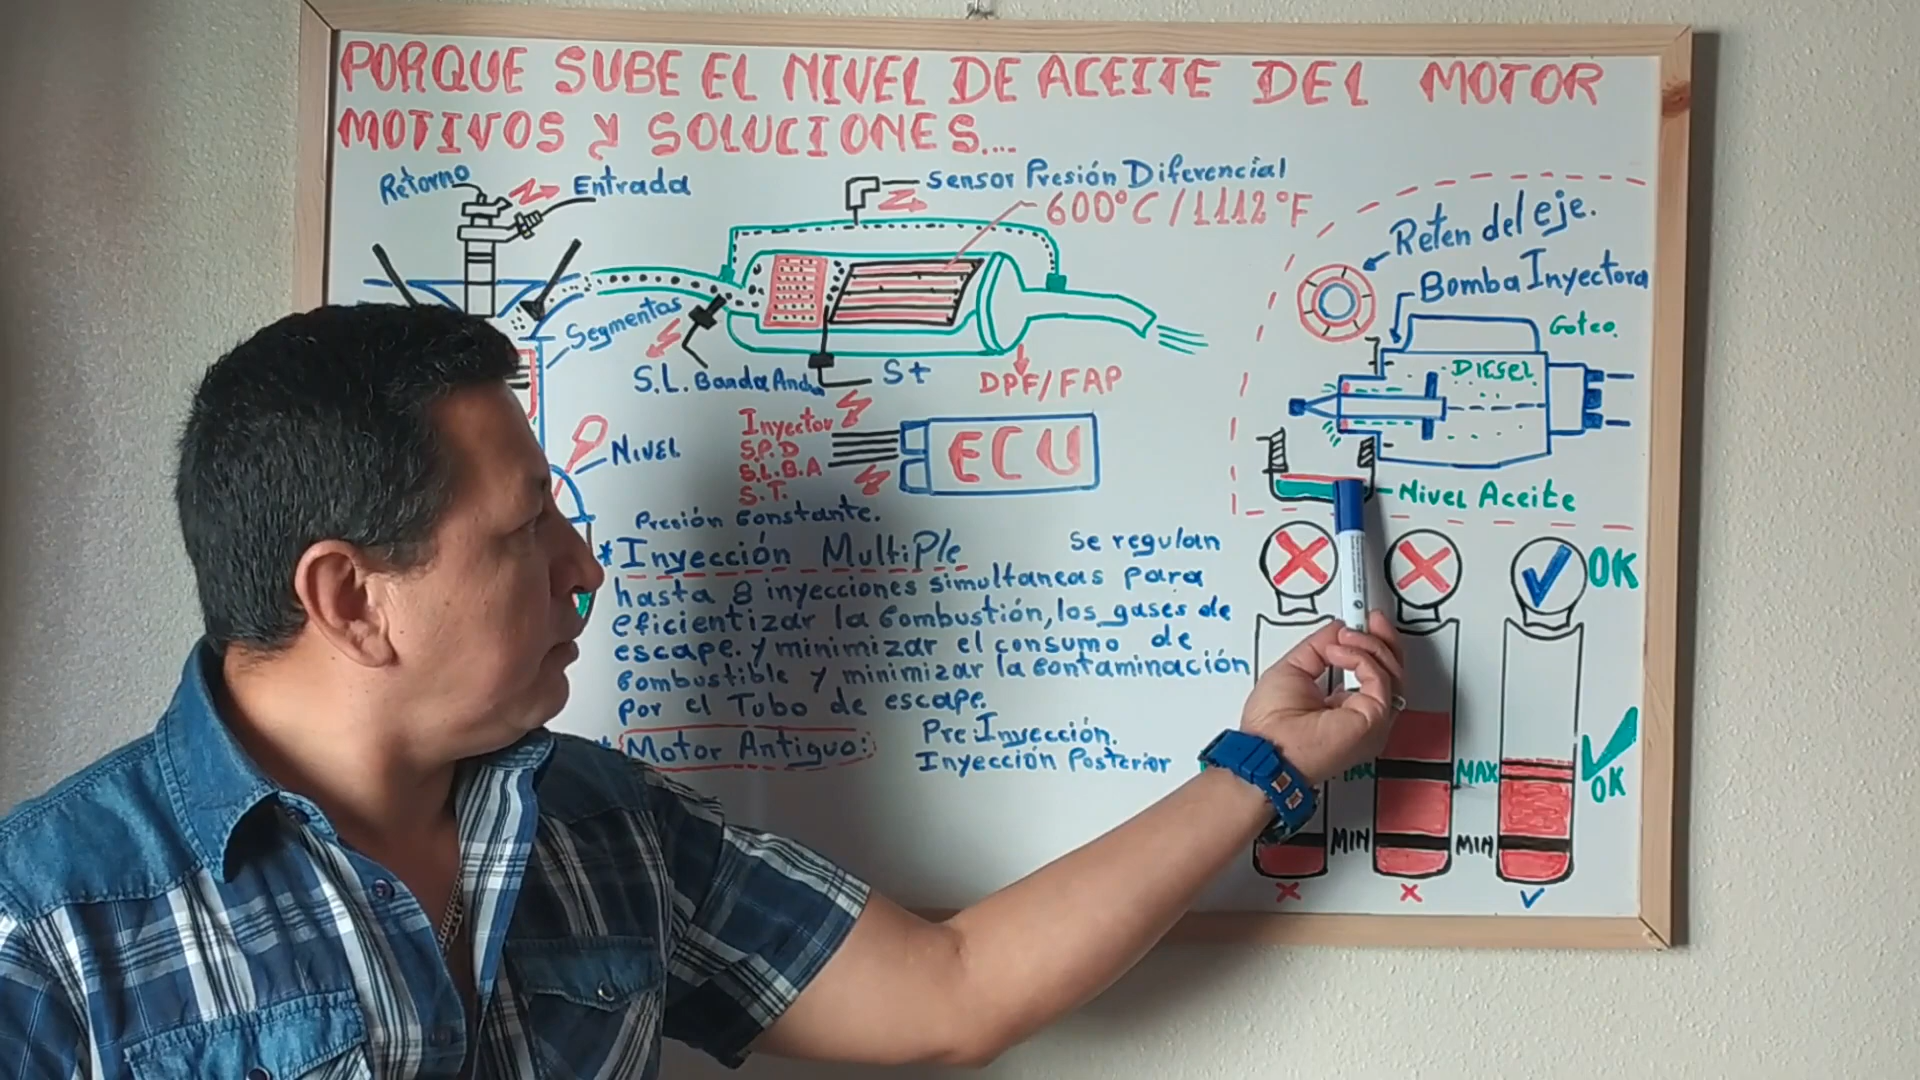 PORQUE SUBE EL NIVEL DE ACEITE DEL MOTOR
MOTIVOS Y SOLUCIONES...
Retorno
Entrada
Sensor Presión Diferencial
600°C / 1112°F
Segmentos
S.L. Banda Ancha
S+
DPF/FAP
NIVEL
Inyector
S.P.D
S.L.B.A
S.T.
ECU
Presión Constante.
* Inyección MultiPle
Se regulan
hasta 8 inyecciones simultaneas para
eficientizar la Combustión, los gases de
escape. y minimizar el consumo de
Combustible y minimizar la Contaminación
por el Tubo de escape.
* Motor Antiguo:
Pre Inyección.
Inyección Posterior
Reten del eje.
Bomba Inyectora
Goteo.
DIESEL
Nivel Aceite
OK
MAX
OK
MIN
MIN